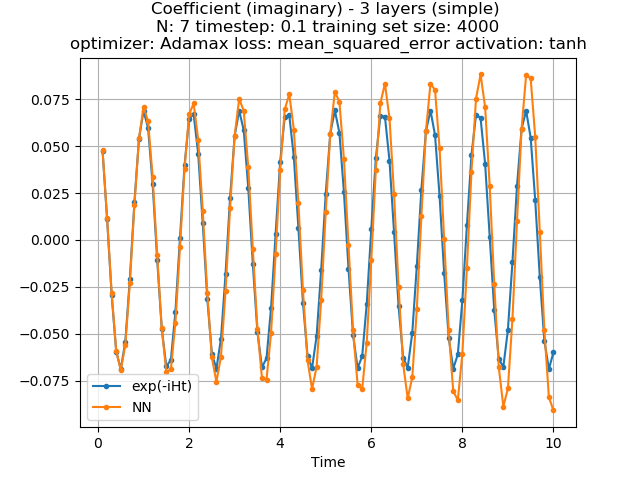 Coefficient (imaginary) - 3 layers (simple)
N: 7 timestep: 0.1 training set size: 4000
optimizer: Adamax loss: mean_squared_error activation: tanh
0.075
0.050
0.025
0.000
−0.025
−0.050
−0.075
exp(-iHt)
NN
0 2 4 6 8 10
Time